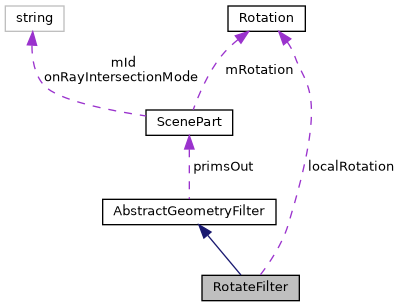 string
Rotation
mId
onRayIntersectionMode
mRotation
ScenePart
primsOut
localRotation
AbstractGeometryFilter
RotateFilter